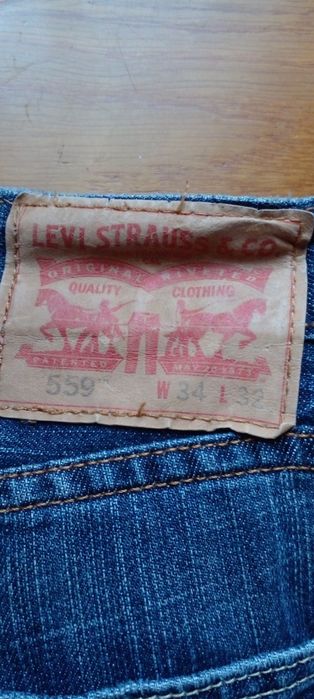 LEVI STRAUSS & CO
ORIGINAL RIVETED
QUALITY CLOTHING
PATENTED MAY 20 1873
559 W 34 L 32